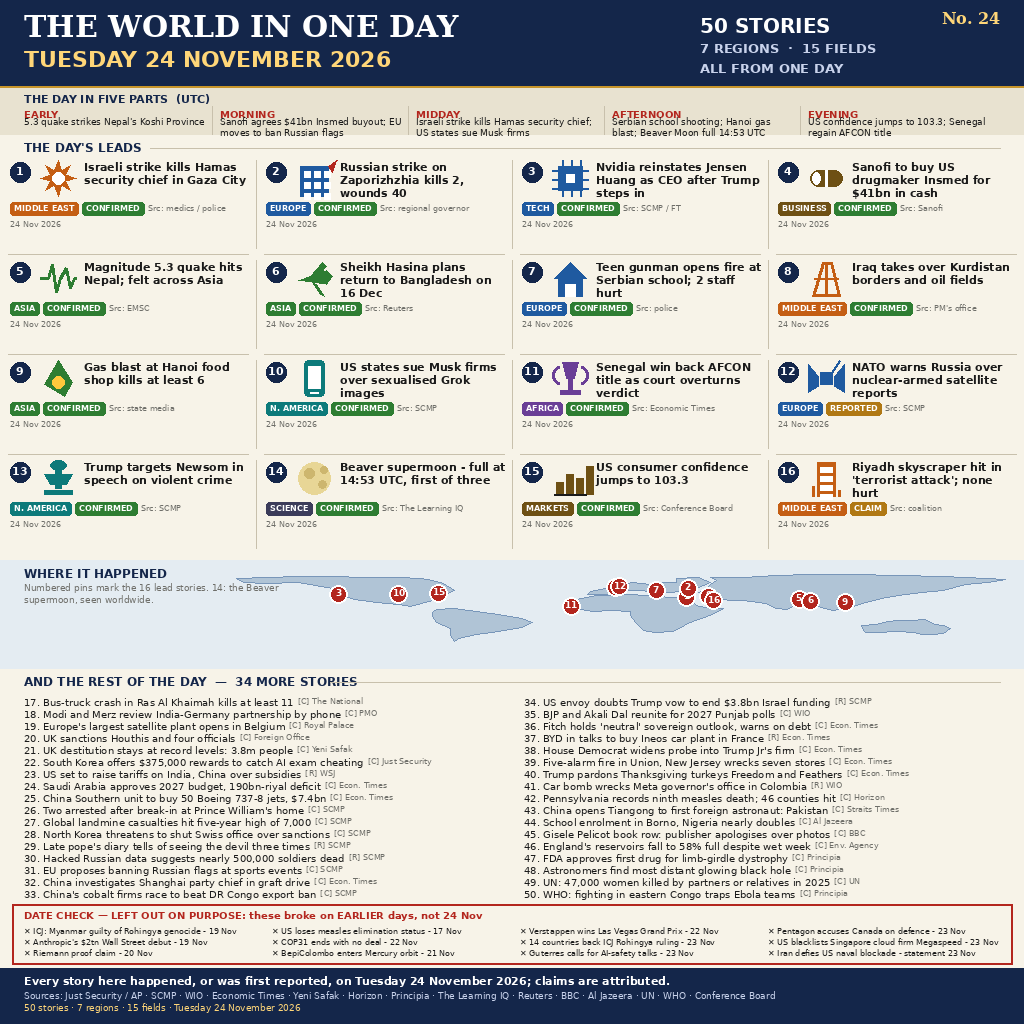 THE WORLD IN ONE DAY
TUESDAY 24 NOVEMBER 2026
50 STORIES
7 REGIONS · 15 FIELDS
ALL FROM ONE DAY
No. 24
THE DAY IN FIVE PARTS (UTC)
EARLY
5.3 quake strikes Nepal's Koshi Province
MORNING
Sanofi agrees $41bn Insmed buyout; EU
moves to ban Russian flags
MIDDAY
Israeli strike kills Hamas security chief;
US states sue Musk firms
AFTERNOON
Serbian school shooting; Hanoi gas
blast; Beaver Moon full 14:53 UTC
EVENING
US confidence jumps to 103.3; Senegal
regain AFCON title
THE DAY'S LEADS
1
Israeli strike kills Hamas
security chief in Gaza City
MIDDLE EAST CONFIRMED Src: medics / police
24 Nov 2026
2
Russian strike on
Zaporizhzhia kills 2,
wounds 40
EUROPE CONFIRMED Src: regional governor
24 Nov 2026
3
Nvidia reinstates Jensen
Huang as CEO after Trump
steps in
TECH CONFIRMED Src: SCMP / FT
24 Nov 2026
4
Sanofi to buy US
drugmaker Insmed for
$41bn in cash
BUSINESS CONFIRMED Src: Sanofi
24 Nov 2026
5
Magnitude 5.3 quake hits
Nepal; felt across Asia
ASIA CONFIRMED Src: EMSC
24 Nov 2026
6
Sheikh Hasina plans
return to Bangladesh on
16 Dec
ASIA CONFIRMED Src: Reuters
24 Nov 2026
7
Teen gunman opens fire at
Serbian school; 2 staff
hurt
EUROPE CONFIRMED Src: police
24 Nov 2026
8
Iraq takes over Kurdistan
borders and oil fields
MIDDLE EAST CONFIRMED Src: PM's office
24 Nov 2026
9
Gas blast at Hanoi food
shop kills at least 6
ASIA CONFIRMED Src: state media
24 Nov 2026
10
US states sue Musk firms
over sexualised Grok
images
N. AMERICA CONFIRMED Src: SCMP
24 Nov 2026
11
Senegal win back AFCON
title as court overturns
verdict
AFRICA CONFIRMED Src: Economic Times
24 Nov 2026
12
NATO warns Russia over
nuclear-armed satellite
reports
EUROPE REPORTED Src: SCMP
24 Nov 2026
13
Trump targets Newsom in
speech on violent crime
N. AMERICA CONFIRMED Src: SCMP
24 Nov 2026
14
Beaver supermoon - full at
14:53 UTC, first of three
SCIENCE CONFIRMED Src: The Learning IQ
24 Nov 2026
15
US consumer confidence
jumps to 103.3
MARKETS CONFIRMED Src: Conference Board
24 Nov 2026
16
Riyadh skyscraper hit in
'terrorist attack'; none
hurt
MIDDLE EAST CLAIM Src: coalition
24 Nov 2026
WHERE IT HAPPENED
Numbered pins mark the 16 lead stories. 14: the Beaver
supermoon, seen worldwide.
3 10 15 11 12 7 2 16 5 6 9
AND THE REST OF THE DAY — 34 MORE STORIES
17. Bus-truck crash in Ras Al Khaimah kills at least 11 [C] The National
18. Modi and Merz review India-Germany partnership by phone [C] PMO
19. Europe's largest satellite plant opens in Belgium [C] Royal Palace
20. UK sanctions Houthis and four officials [C] Foreign Office
21. UK destitution stays at record levels: 3.8m people [C] Yeni Safak
22. South Korea offers $375,000 rewards to catch AI exam cheating [C] Just Security
23. US set to raise tariffs on India, China over subsidies [R] WSJ
24. Saudi Arabia approves 2027 budget, 190bn-riyal deficit [C] Econ. Times
25. China Southern unit to buy 50 Boeing 737-8 jets, $7.4bn [C] Econ. Times
26. Two arrested after break-in at Prince William's home [C] SCMP
27. Global landmine casualties hit five-year high of 7,000 [C] SCMP
28. North Korea threatens to shut Swiss office over sanctions [C] SCMP
29. Late pope's diary tells of seeing the devil three times [R] SCMP
30. Hacked Russian data suggests nearly 500,000 soldiers dead [R] SCMP
31. EU proposes banning Russian flags at sports events [C] SCMP
32. China investigates Shanghai party chief in graft drive [C] Econ. Times
33. China's cobalt firms race to beat DR Congo export ban [C] SCMP
34. US envoy doubts Trump vow to end $3.8bn Israel funding [R] SCMP
35. BJP and Akali Dal reunite for 2027 Punjab polls [C] WIO
36. Fitch holds 'neutral' sovereign outlook, warns on debt [C] Econ. Times
37. BYD in talks to buy Ineos car plant in France [R] Econ. Times
38. House Democrat widens probe into Trump Jr's firm [C] Econ. Times
39. Five-alarm fire in Union, New Jersey wrecks seven stores [C] Econ. Times
40. Trump pardons Thanksgiving turkeys Freedom and Feathers [C] Econ. Times
41. Car bomb wrecks Meta governor's office in Colombia [R] WIO
42. Pennsylvania records ninth measles death; 46 counties hit [C] Horizon
43. China opens Tiangong to first foreign astronaut: Pakistan [C] Straits Times
44. School enrolment in Borno, Nigeria nearly doubles [C] Al Jazeera
45. Gisele Pelicot book row: publisher apologises over photos [C] BBC
46. England's reservoirs fall to 58% full despite wet week [C] Env. Agency
47. FDA approves first drug for limb-girdle dystrophy [C] Principia
48. Astronomers find most distant glowing black hole [C] Principia
49. UN: 47,000 women killed by partners or relatives in 2025 [C] UN
50. WHO: fighting in eastern Congo traps Ebola teams [C] Principia
DATE CHECK — LEFT OUT ON PURPOSE: these broke on EARLIER days, not 24 Nov
× ICJ: Myanmar guilty of Rohingya genocide - 19 Nov
× Anthropic's $2tn Wall Street debut - 19 Nov
× Riemann proof claim - 20 Nov
× US loses measles elimination status - 17 Nov
× COP31 ends with no deal - 22 Nov
× BepiColombo enters Mercury orbit - 21 Nov
× Verstappen wins Las Vegas Grand Prix - 22 Nov
× 14 countries back ICJ Rohingya ruling - 23 Nov
× Guterres calls for AI-safety talks - 23 Nov
× Pentagon accuses Canada on defence - 23 Nov
× US blacklists Singapore cloud firm Megaspeed - 23 Nov
× Iran defies US naval blockade - statement 23 Nov
Every story here happened, or was first reported, on Tuesday 24 November 2026; claims are attributed.
Sources: Just Security / AP · SCMP · WIO · Economic Times · Yeni Safak · Horizon · Principia · The Learning IQ · Reuters · BBC · Al Jazeera · UN · WHO · Conference Board
50 stories · 7 regions · 15 fields · Tuesday 24 November 2026